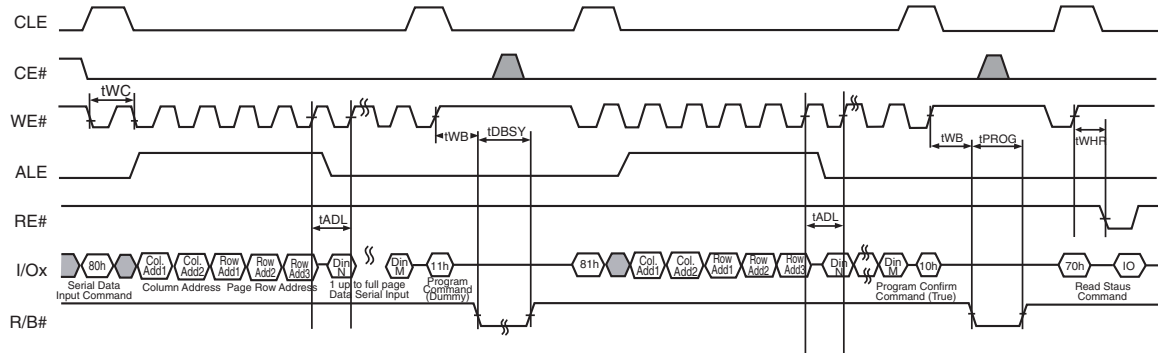 CLE
CE#
tWC
WE#
tWB
tDBSY
tWB
tPROG
tWHR
ALE
RE#
tADL
tADL
I/Ox
80h
Col. Add1
Col. Add2
Row Add1
Row Add2
Row Add3
Din N
Din M
11h
81h
Col. Add1
Col. Add2
Row Add1
Row Add2
Row Add3
Din N
Din M
10h
70h
IO
Serial Data
Input Command
Column Address
Page Row Address
1 up to full page
Data Serial Input
Program
Command
(Dummy)
Program Confirm
Command (True)
Read Staus
Command
R/B#